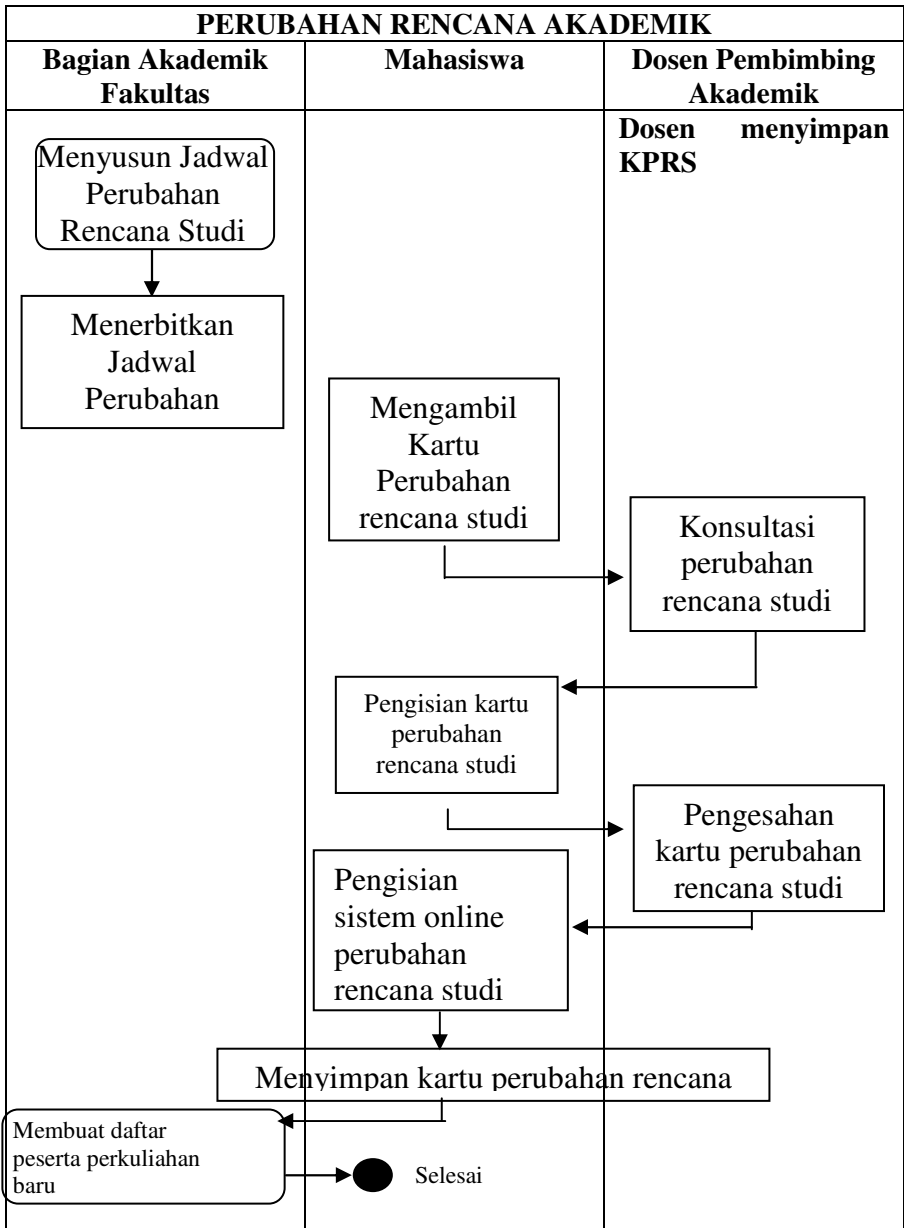 PERUBAHAN RENCANA AKADEMIK
Bagian Akademik
Fakultas
Mahasiswa
Dosen Pembimbing
Akademik
Dosen menyimpan
KPRS
Menyusun Jadwal
Perubahan
Rencana Studi
Menerbitkan
Jadwal
Perubahan
Mengambil
Kartu
Perubahan
rencana studi
Konsultasi
perubahan
rencana studi
Pengisian kartu
perubahan
rencana studi
Pengesahan
kartu perubahan
rencana studi
Pengisian
sistem online
perubahan
rencana studi
Menyimpan kartu perubahan rencana
Membuat daftar
peserta perkuliahan
baru
Selesai